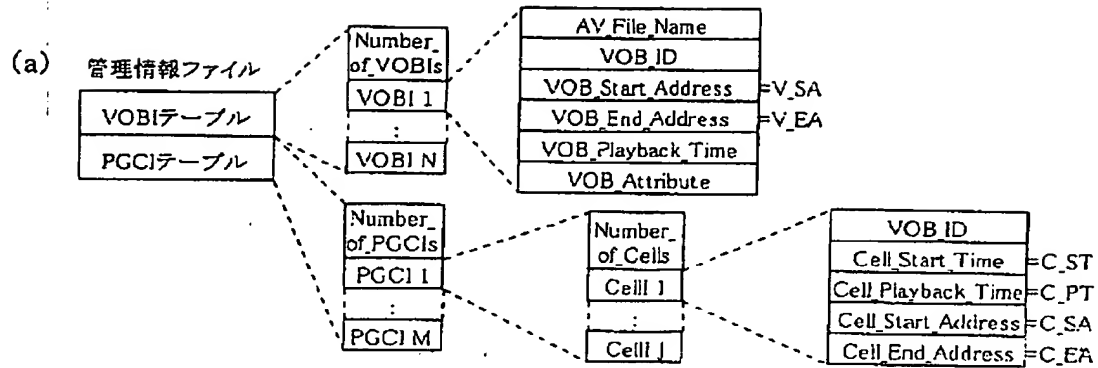 (a)
管理情報ファイル
VOBIテーブル
PGCIテーブル
Number_
of_VOBIs
VOBI 1
:
VOBI N
AV_File_Name
VOB_ID
VOB_Start_Address =V_SA
VOB_End_Address =V_EA
VOB_Playback_Time
VOB_Attribute
Number_
of_PGCIs
PGCI 1
:
PGCI M
Number_
of_Cells
CellI 1
:
CellI J
VOB_ID
Cell_Start_Time =C_ST
Cell_Playback_Time =C_PT
Cell_Start_Address =C_SA
Cell_End_Address =C_EA